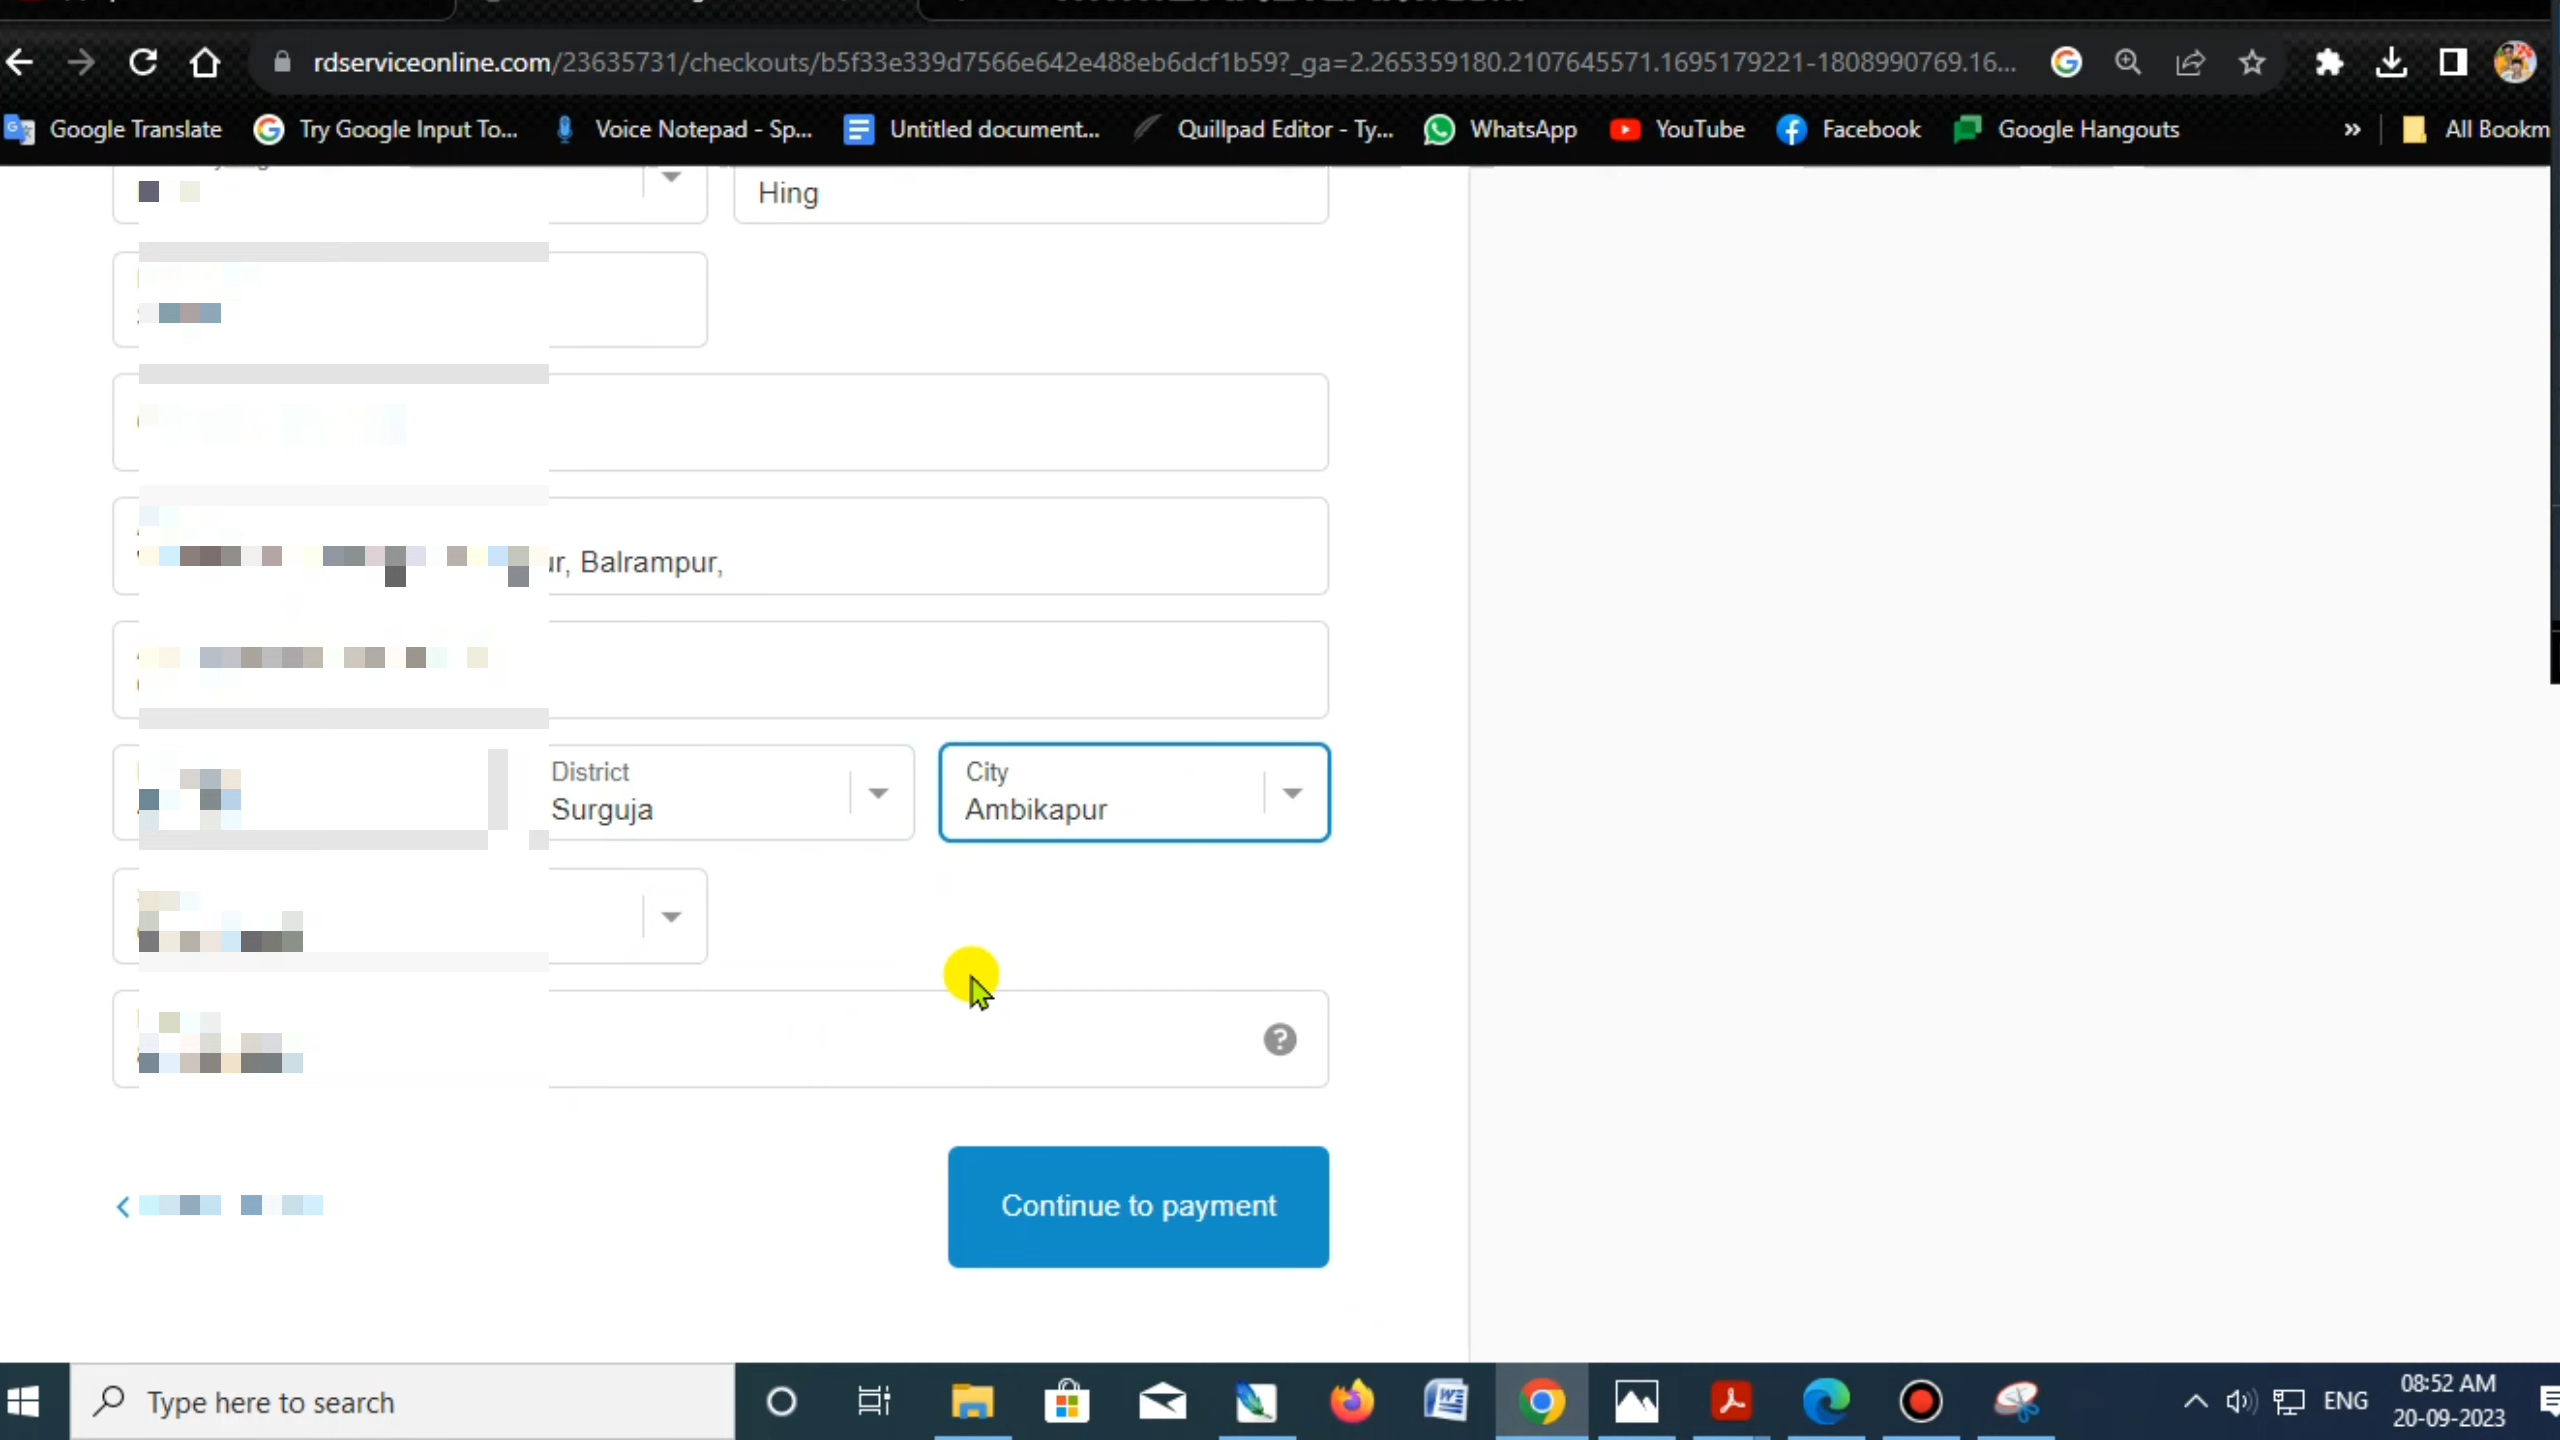 rdserviceonline.com/23635731/checkouts/b5f33e339d7566e642e488eb6dcf1b59?_ga=2.265359180.2107645571.1695179221-1808990769.16...
Google Translate Try Google Input To... Voice Notepad - Sp... Untitled document... Quillpad Editor - Ty... WhatsApp YouTube Facebook Google Hangouts » All Bookm
Hing
ur, Balrampur,
District
Surguja
City
Ambikapur
Continue to payment
Type here to search
ENG
08:52 AM
20-09-2023